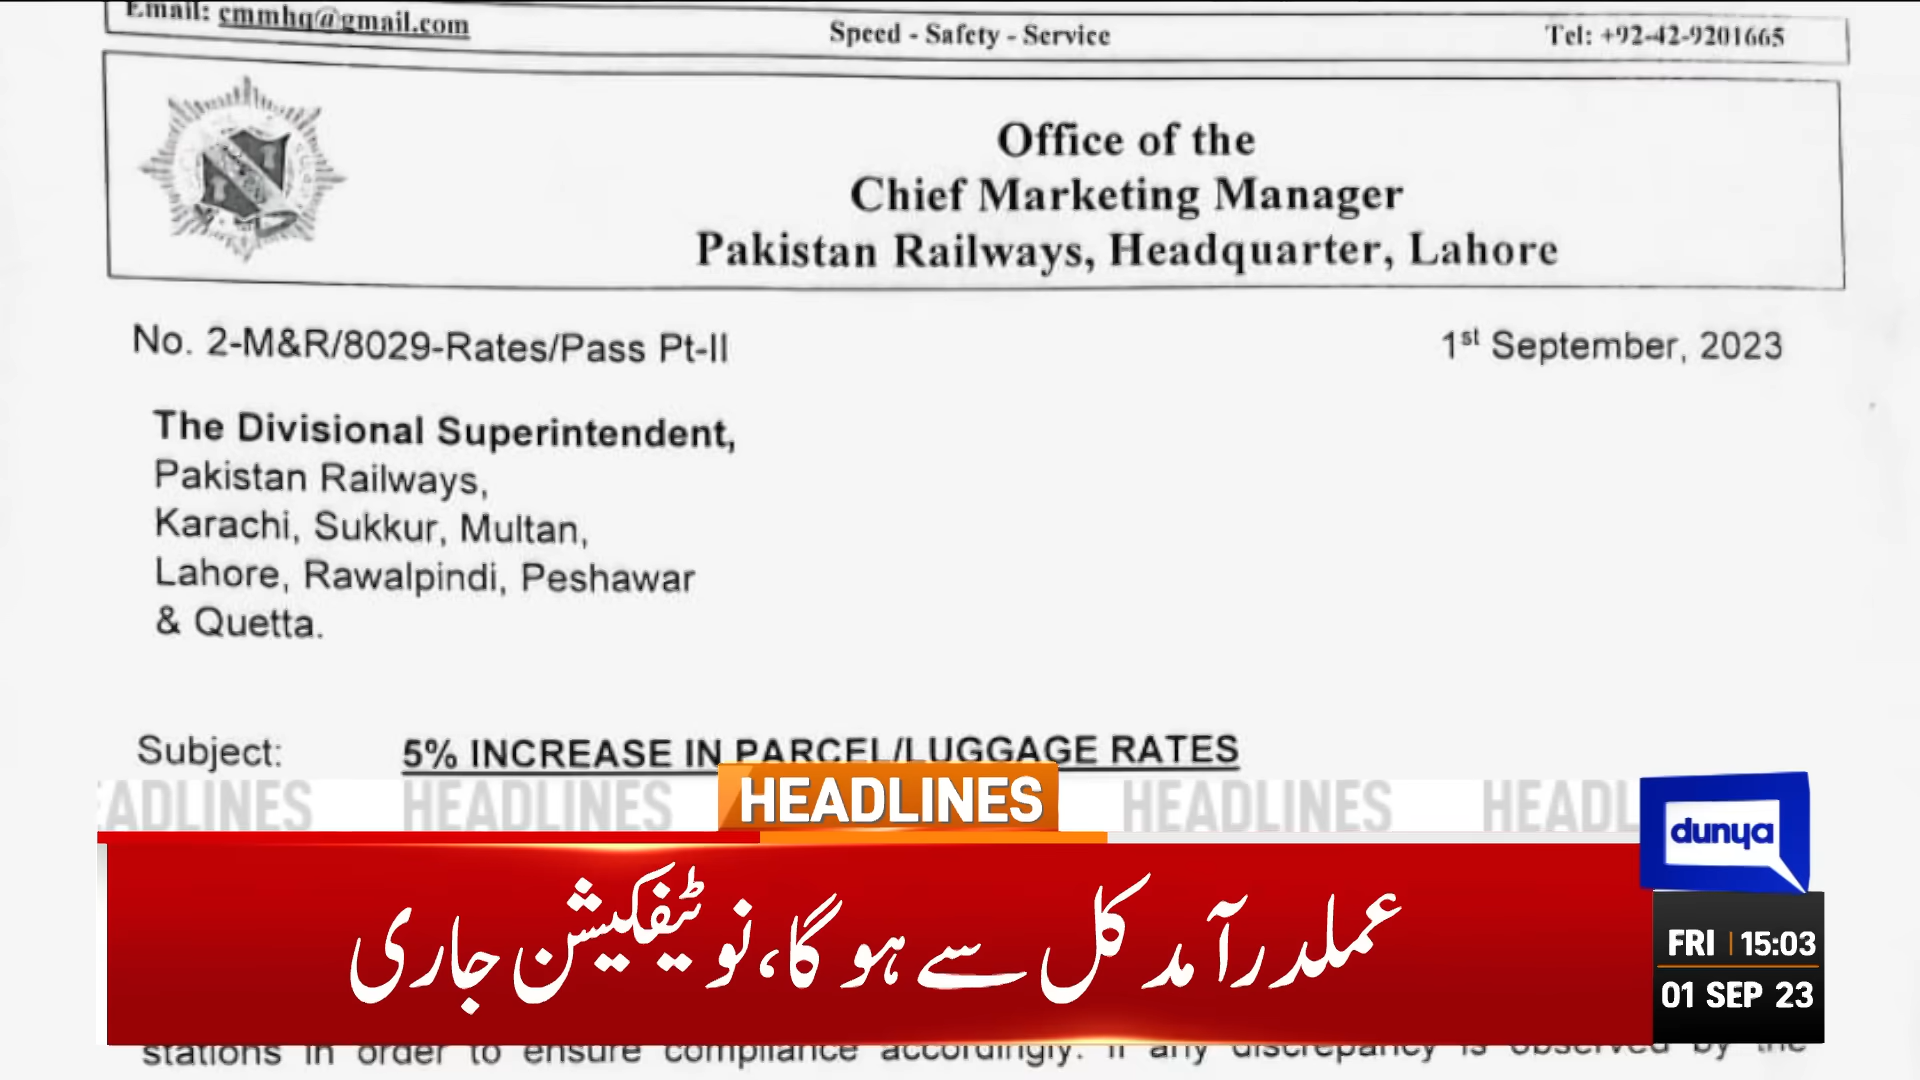 Email: cmmhq@gmail.com
Speed - Safety - Service
Tel: +92-42-9201665
Office of the
Chief Marketing Manager
Pakistan Railways, Headquarter, Lahore
No. 2-M&R/8029-Rates/Pass Pt-II
1st September, 2023
The Divisional Superintendent,
Pakistan Railways,
Karachi, Sukkur, Multan,
Lahore, Rawalpindi, Peshawar
& Quetta.
Subject: 5% INCREASE IN PARCEL/LUGGAGE RATES
EADLINES HEADLINES HEADLINES HEADLINES HEADL
dunya
عملدرآمد کل سے ہو گا، نوٹیفکیشن جاری
FRI 15:03
01 SEP 23
stations in order to ensure compliance accordingly. If any discrepancy is observed by the